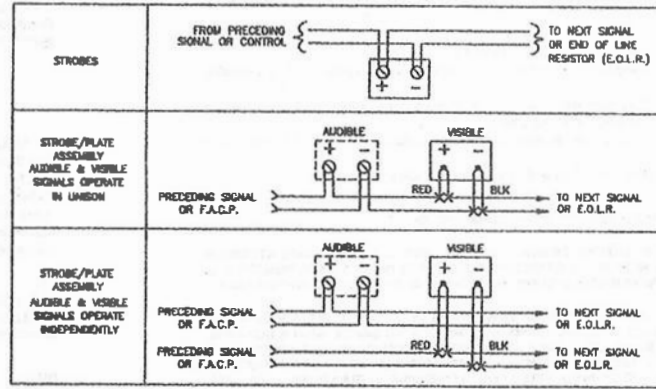 STROBES
FROM PRECEDING
SIGNAL OR CONTROL
TO NEXT SIGNAL
OR END OF LINE
RESISTOR (E.O.L.R.)
+ -
STROBE/PLATE
ASSEMBLY
AUDIBLE & VISIBLE
SIGNALS OPERATE
IN UNISON
AUDIBLE
+ -
VISIBLE
+ -
RED
BLK
PRECEDING SIGNAL
OR F.A.C.P.
TO NEXT SIGNAL
OR E.O.L.R.
STROBE/PLATE
ASSEMBLY
AUDIBLE & VISIBLE
SIGNALS OPERATE
INDEPENDENTLY
AUDIBLE
+ -
VISIBLE
+ -
PRECEDING SIGNAL
OR F.A.C.P.
TO NEXT SIGNAL
OR E.O.L.R.
RED
BLK
PRECEDING SIGNAL
OR F.A.C.P.
TO NEXT SIGNAL
OR E.O.L.R.